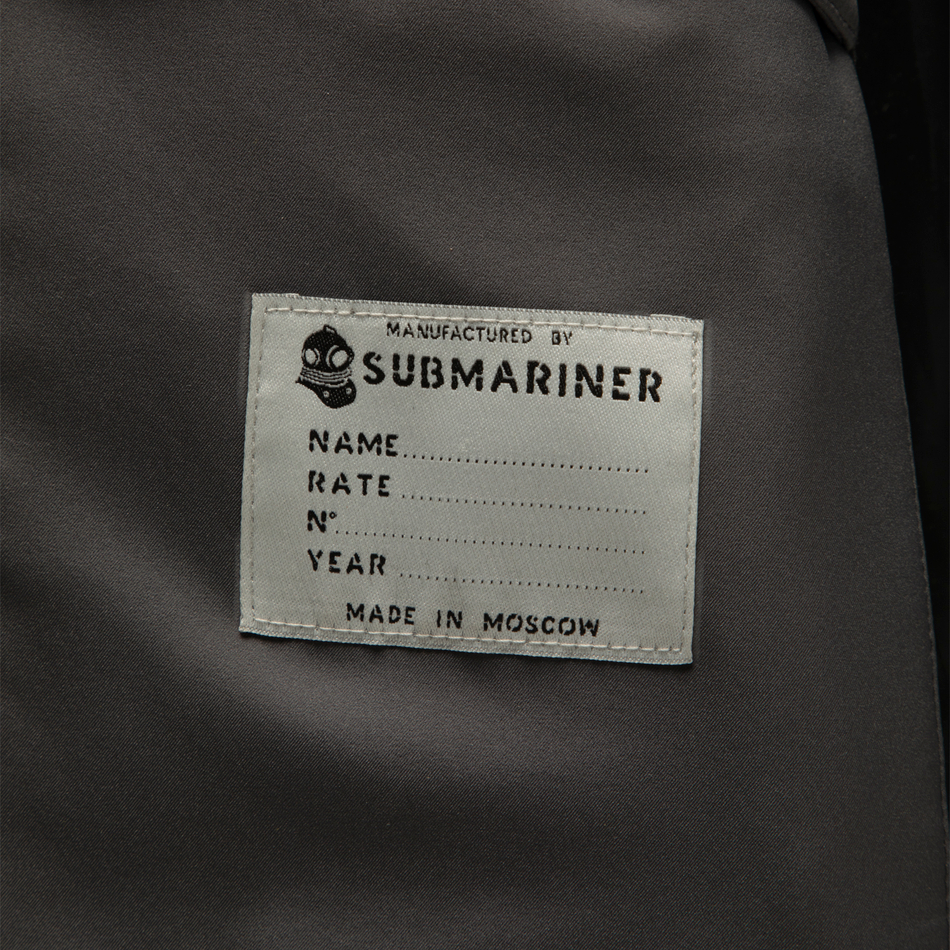 MANUFACTURED BY
SUBMARINER
NAME....................................
RATE ...................................
N°............................................
YEAR ...................................
MADE IN MOSCOW